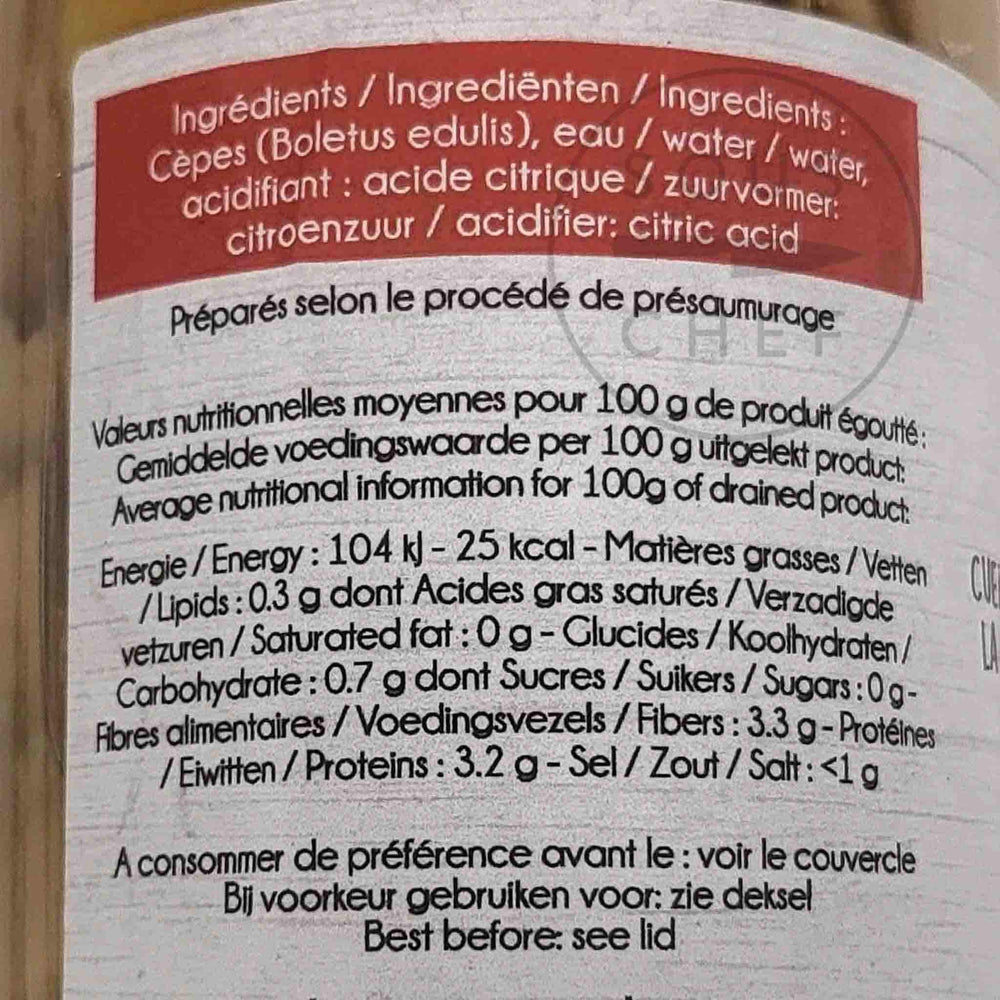 Ingrédients / Ingrediënten / Ingredients :
Cèpes (Boletus edulis), eau / water / water,
acidifiant : acide citrique / zuurvormer:
citroenzuur / acidifier: citric acid
Préparés selon le procédé de présaumurage
Valeurs nutritionnelles moyennes pour 100 g de produit égoutté :
Gemiddelde voedingswaarde per 100 g uitgelekt product:
Average nutritional information for 100g of drained product:
Energie / Energy : 104 kJ - 25 kcal - Matières grasses / Vetten
/ Lipids : 0.3 g dont Acides gras saturés / Verzadigde
vetzuren / Saturated fat : 0 g - Glucides / Koolhydraten /
Carbohydrate : 0.7 g dont Sucres / Suikers / Sugars : 0 g -
Fibres alimentaires / Voedingsvezels / Fibers : 3.3 g - Protéines
/ Eiwitten / Proteins : 3.2 g - Sel / Zout / Salt : <1 g
A consommer de préférence avant le : voir le couvercle
Bij voorkeur gebruiken voor: zie deksel
Best before: see lid
SOUS
CHEF